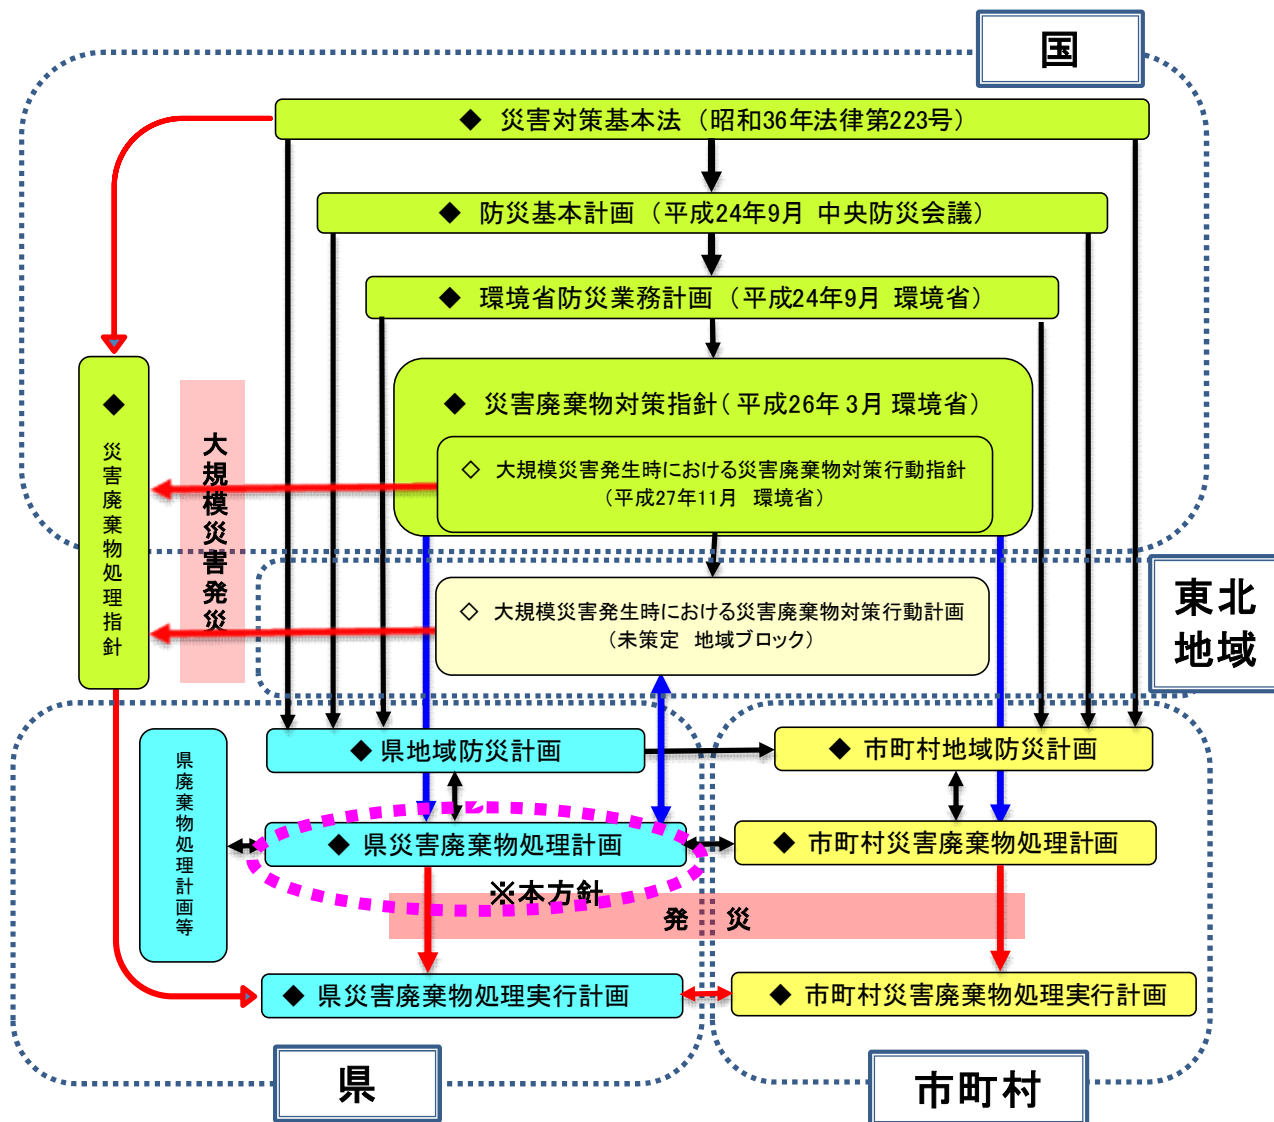 国
◆ 災害対策基本法（昭和36年法律第223号）
◆ 防災基本計画（平成24年9月 中央防災会議）
◆ 環境省防災業務計画（平成24年9月 環境省）
◆ 災害廃棄物対策指針（平成26年３月 環境省）
◇ 大規模災害発生時における災害廃棄物対策行動指針
（平成27年11月　環境省）
◆ 災害廃棄物処理指針
大規模災害発災
東北
地域
◇ 大規模災害発生時における災害廃棄物対策行動計画
（未策定　地域ブロック）
◆ 県地域防災計画
◆ 市町村地域防災計画
県廃棄物処理計画等
◆ 県災害廃棄物処理計画
◆ 市町村災害廃棄物処理計画
※本方針
発　災
◆ 県災害廃棄物処理実行計画
◆ 市町村災害廃棄物処理実行計画
県
市町村